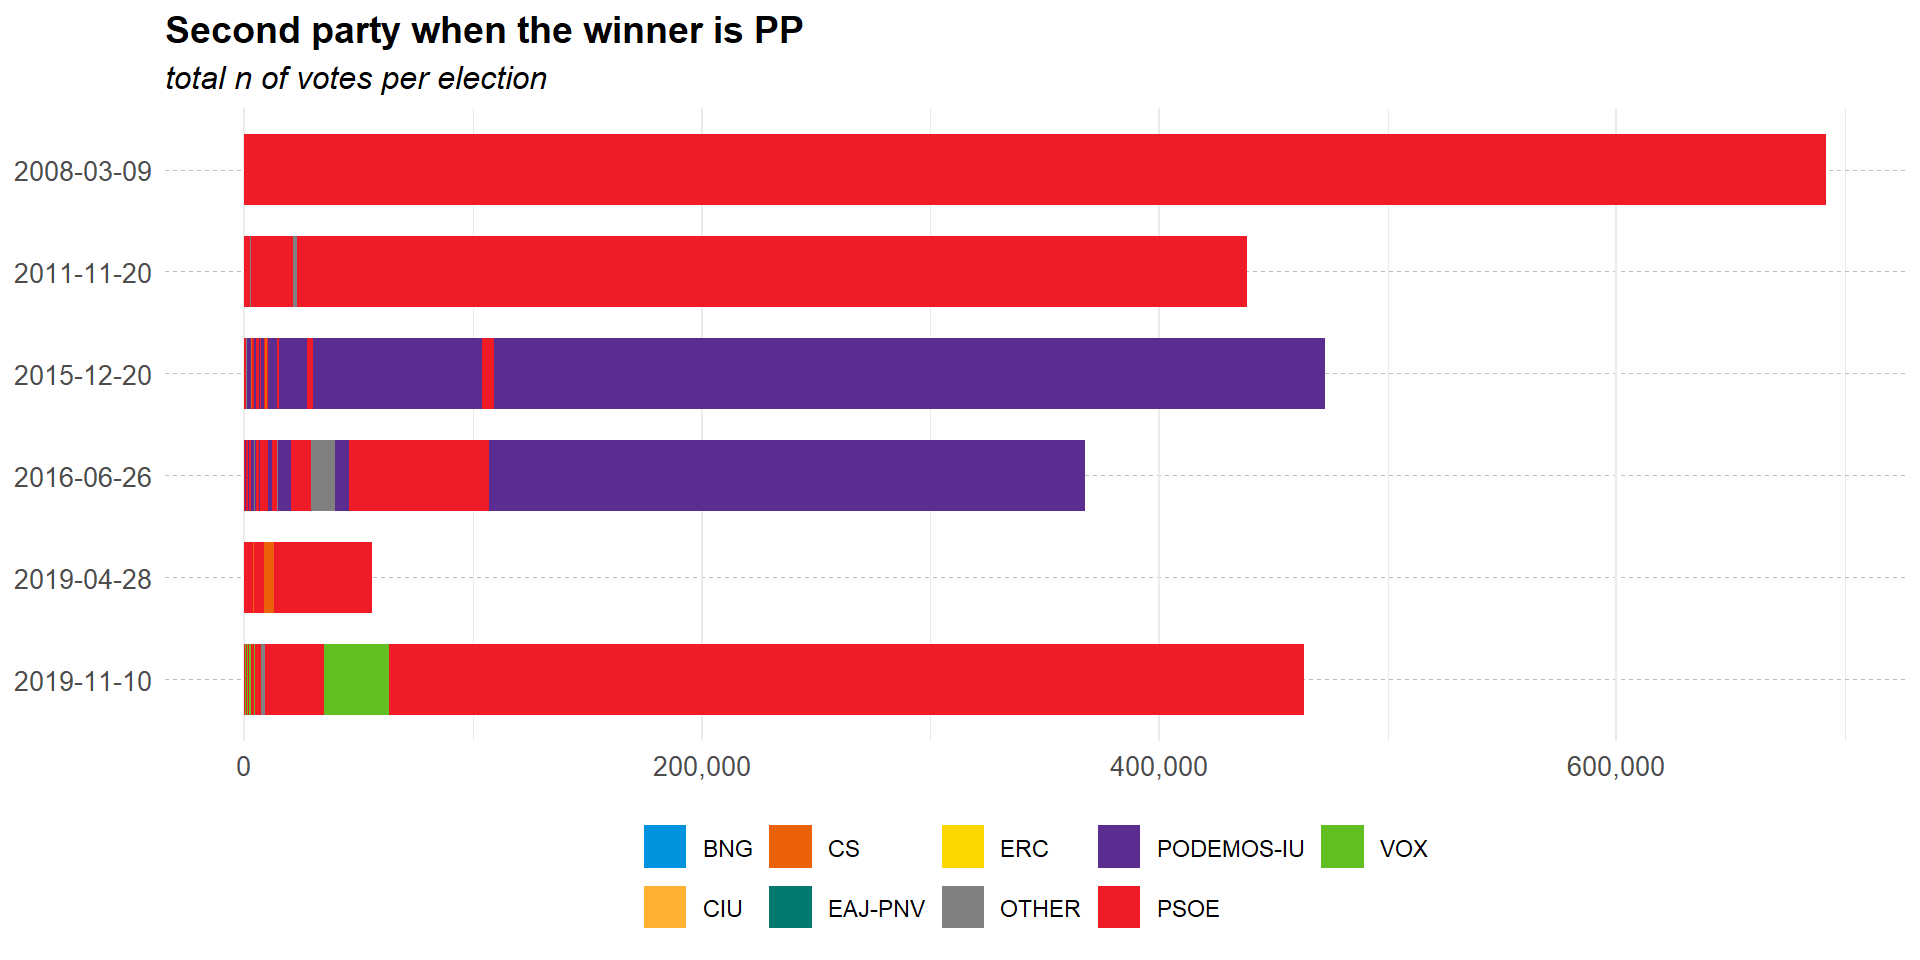 Second party when the winner is PP
total n of votes per election
2008-03-09
2011-11-20
2015-12-20
2016-06-26
2019-04-28
2019-11-10
0 200,000 400,000 600,000
BNG CS ERC PODEMOS-IU VOX
CIU EAJ-PNV OTHER PSOE